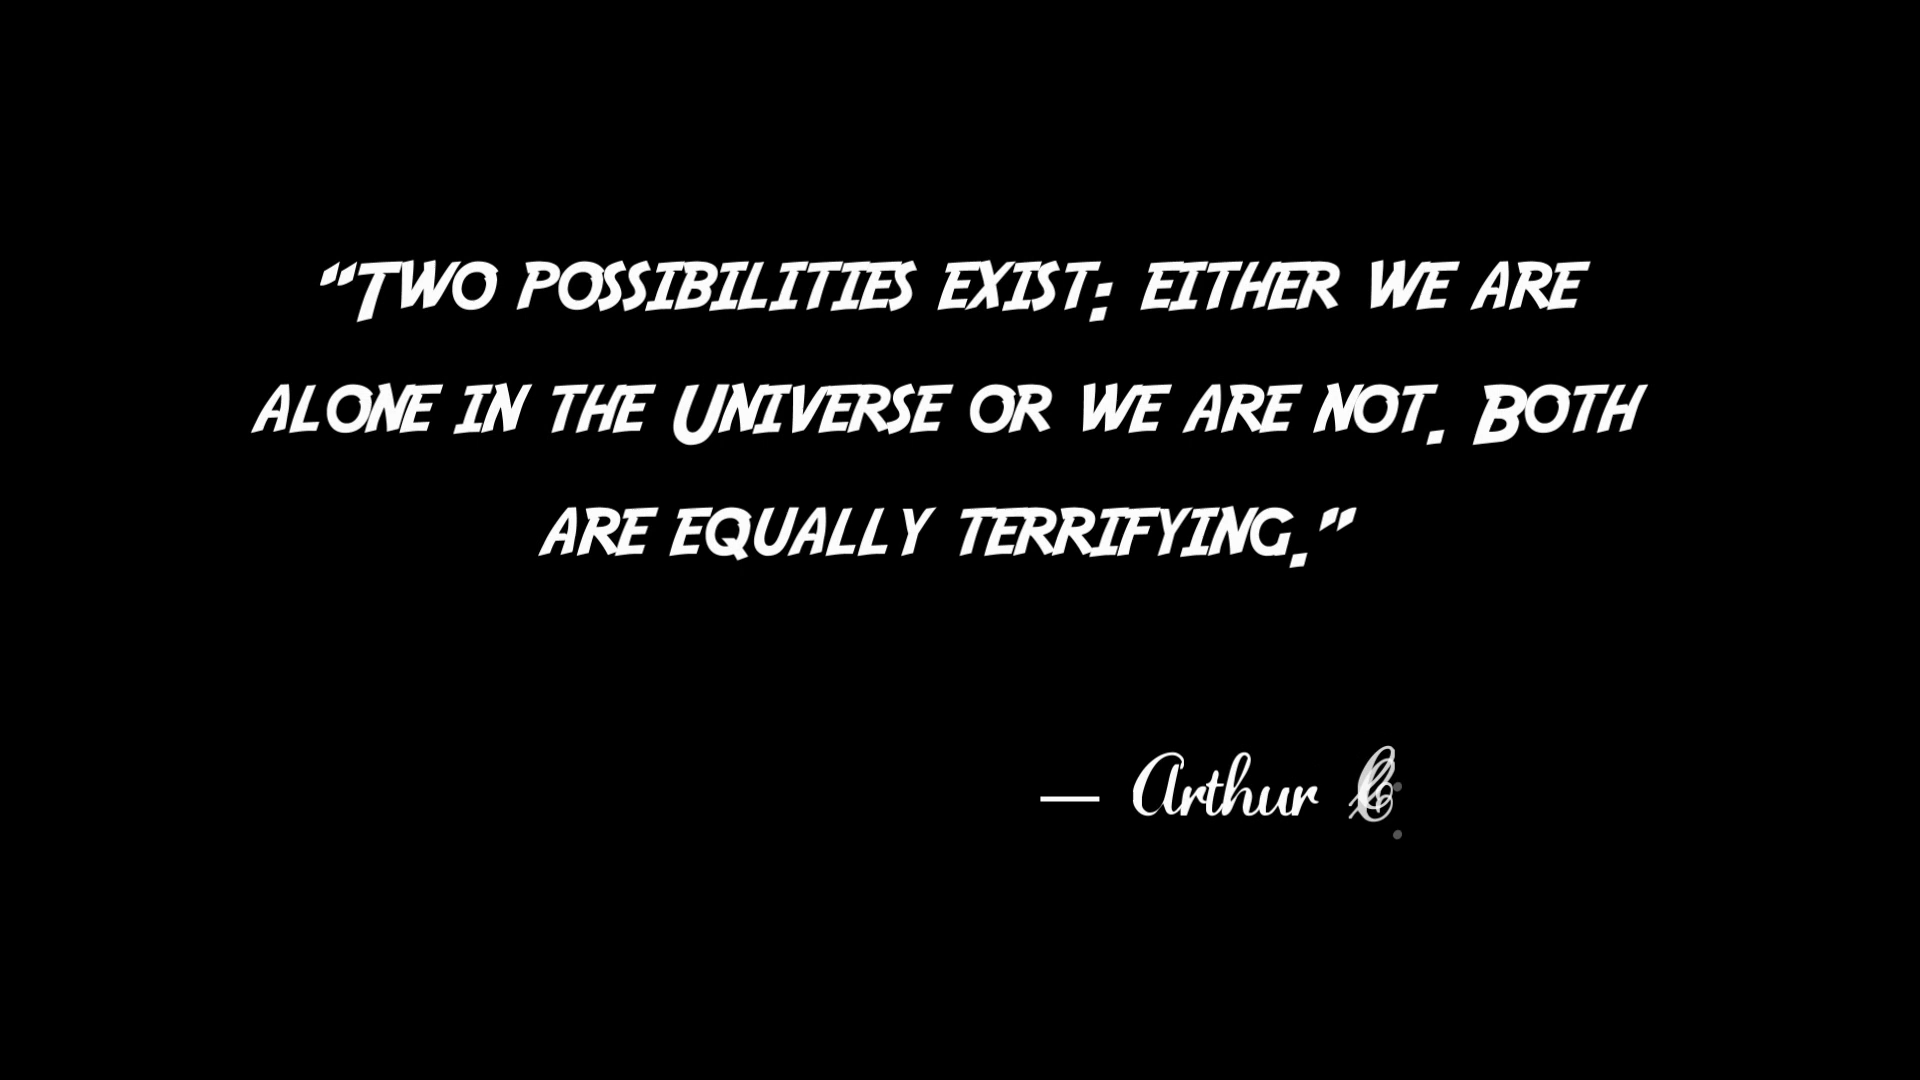 “Two possibilities exist: either we are
alone in the Universe or we are not. Both
are equally terrifying.”
— Arthur C.